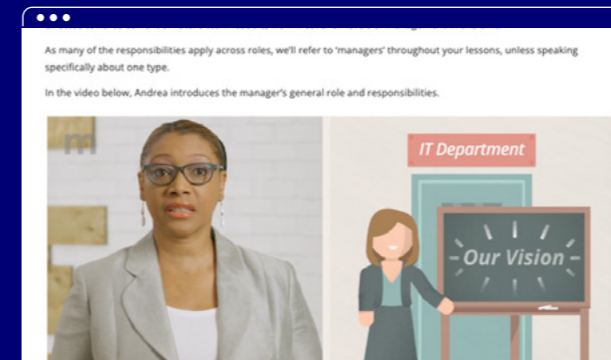 As many of the responsibilities apply across roles, we'll refer to 'managers' throughout your lessons, unless speaking
specifically about one type.
In the video below, Andrea introduces the manager's general role and responsibilities.
m
IT Department
Our Vision